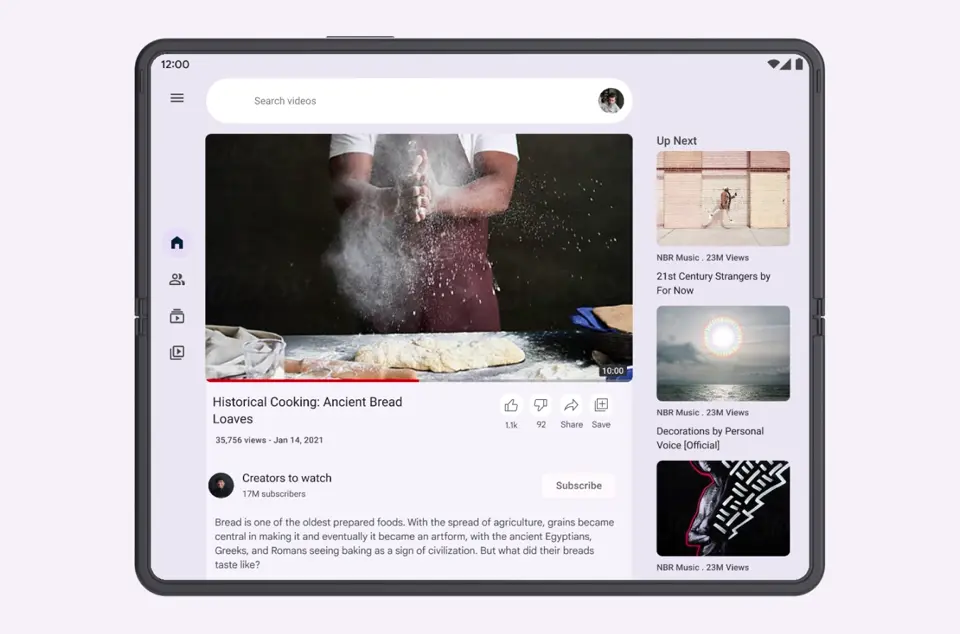 12:00
Search videos
10:00
Historical Cooking: Ancient Bread
Loaves
1.1k
92
Share
Save
35,756 views - Jan 14, 2021
Creators to watch
17M subscribers
Subscribe
Bread is one of the oldest prepared foods. With the spread of agriculture, grains became
central in making it and eventually it became an artform, with the ancient Egyptians,
Greeks, and Romans seeing baking as a sign of civilization. But what did their breads
taste like?
Up Next
NBR Music . 23M Views
21st Century Strangers by
For Now
NBR Music . 23M Views
Decorations by Personal
Voice [Official]
NBR Music . 23M Views